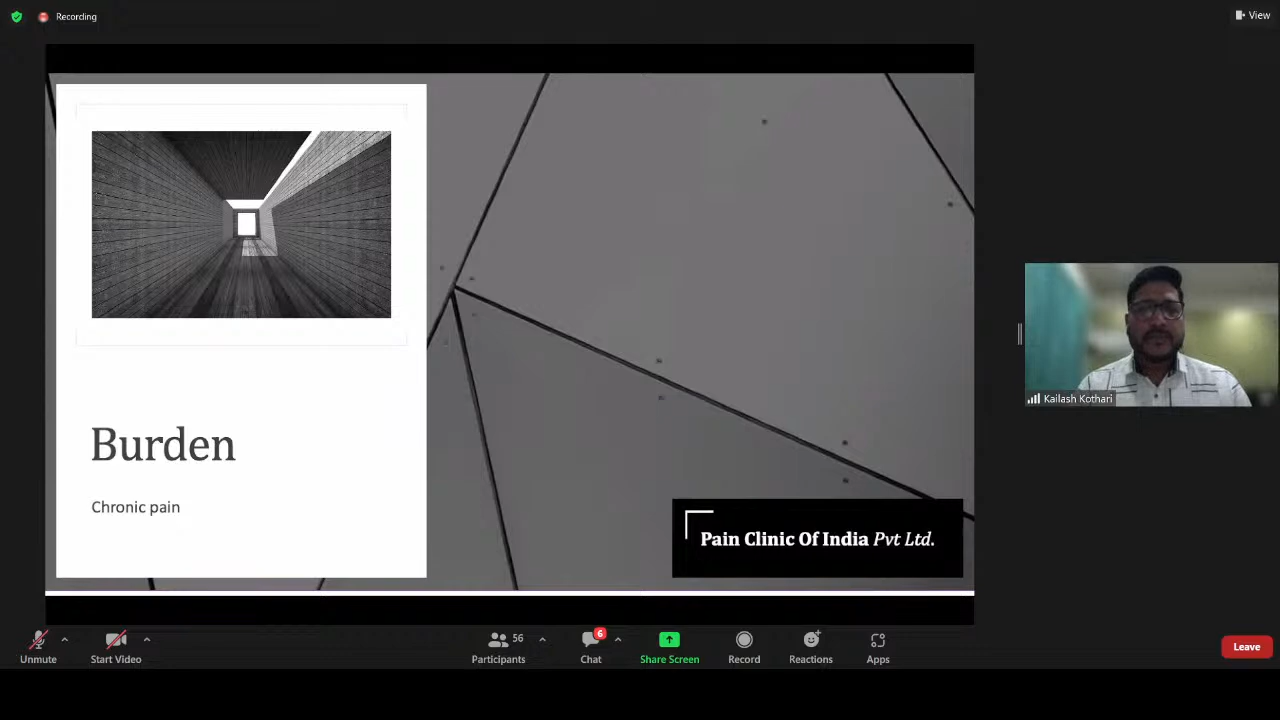 Recording
View
Burden
Chronic pain
Pain Clinic Of India Pvt Ltd.
Kailash Kothari
56
6
Unmute
Start Video
Participants
Chat
Share Screen
Record
Reactions
Apps
Leave